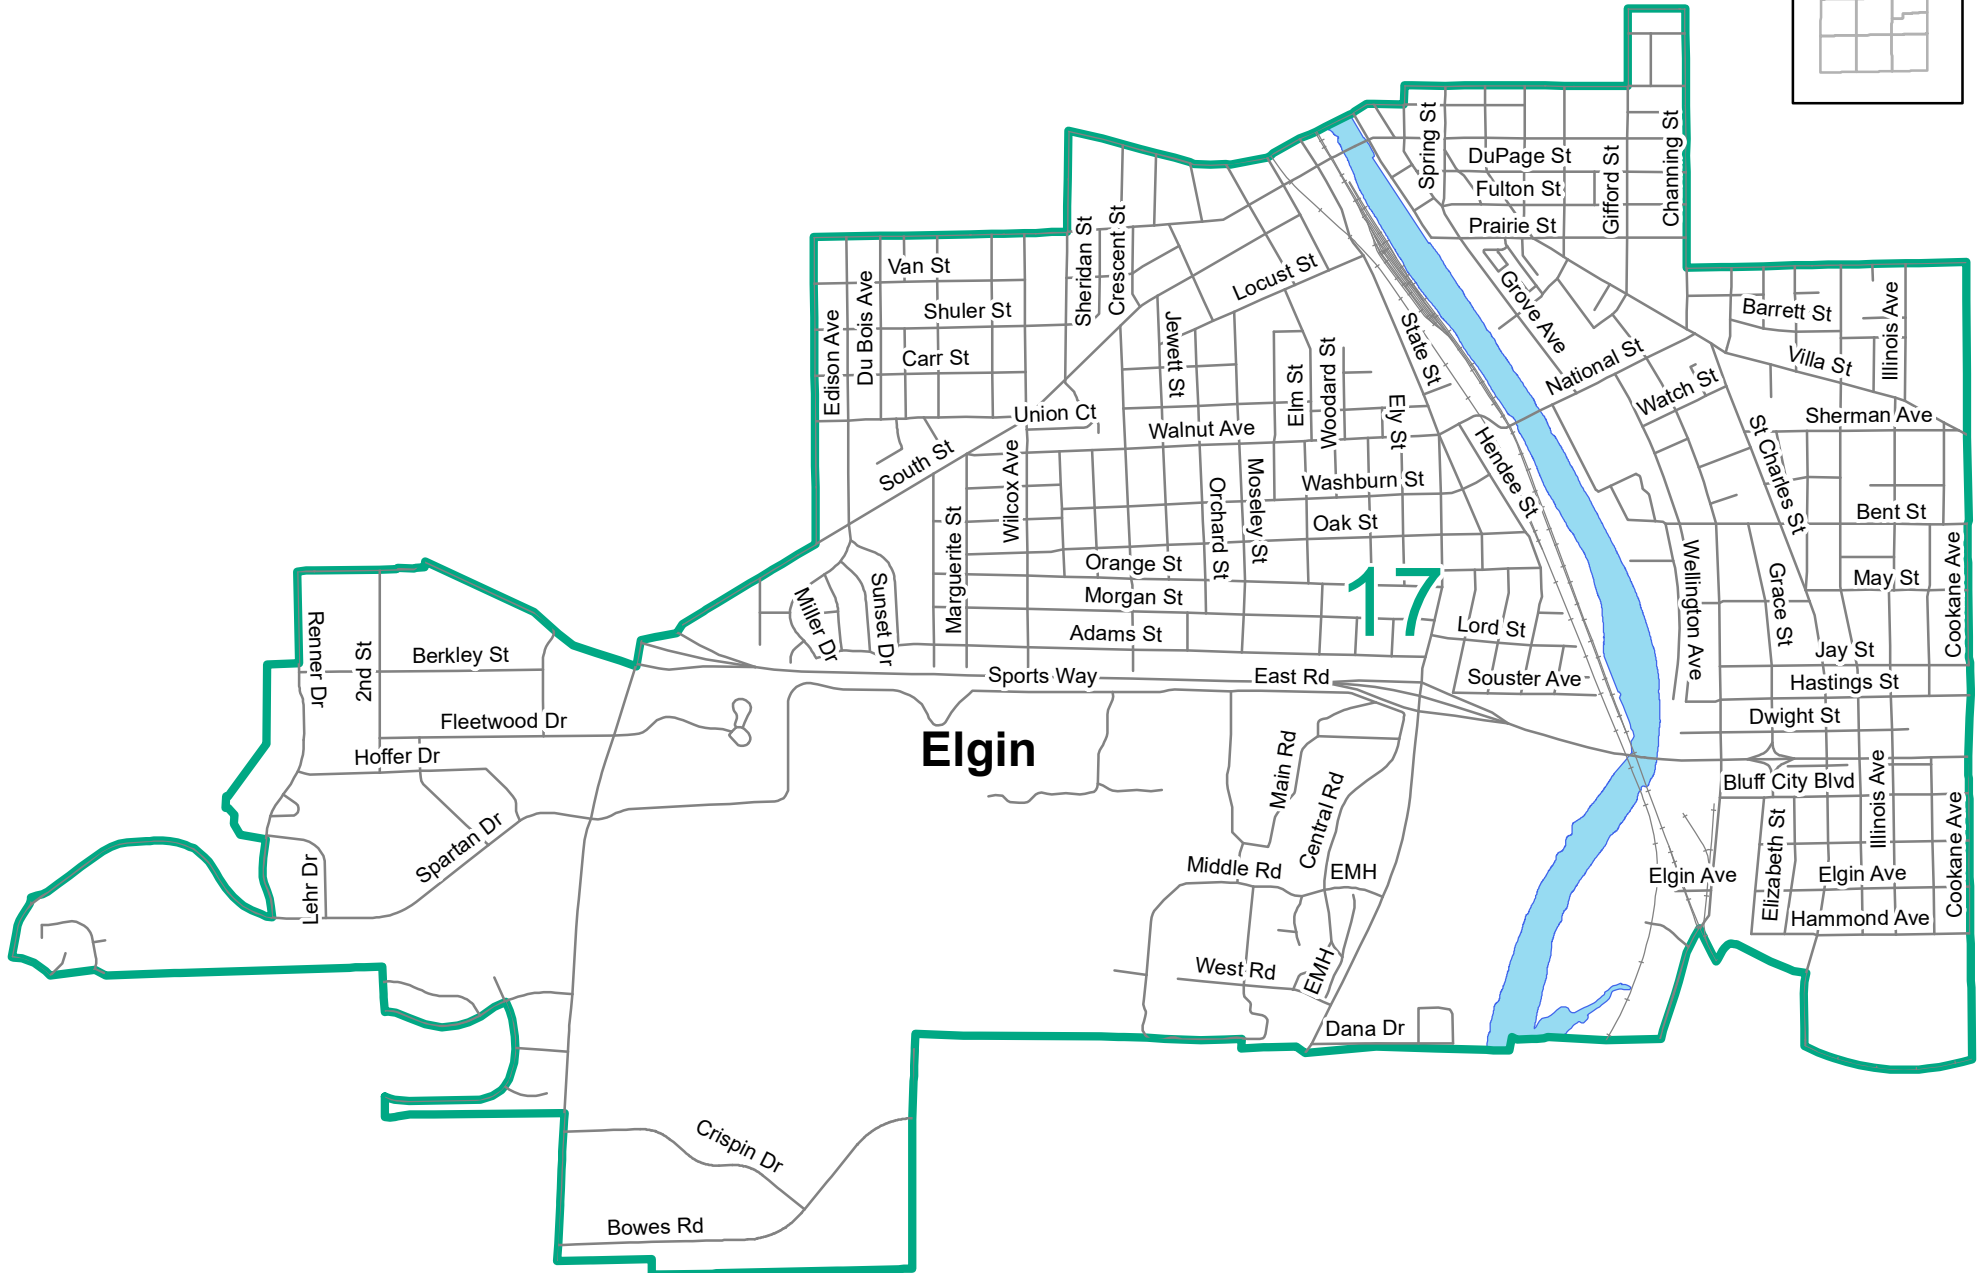 Spring St
DuPage St
Fulton St
Prairie St
Gifford St
Channing St
Sheridan St
Crescent St
Van St
Shuler St
Carr St
Edison Ave
Du Bois Ave
Locust St
Jewett St
Grove Ave
State St
National St
Barrett St
Villa St
Illinois Ave
Watch St
Sherman Ave
Union Ct
Walnut Ave
Elm St
Woodard St
Ely St
South St
Wilcox Ave
Marguerite St
Orchard St
Moseley St
Washburn St
Oak St
Hendee St
St Charles St
Bent St
Orange St
Morgan St
Adams St
17
Wellington Ave
Grace St
May St
Cookane Ave
Renner Dr
2nd St
Berkley St
Miller Dr
Sunset Dr
Lord St
Jay St
Sports Way
East Rd
Souster Ave
Hastings St
Fleetwood Dr
Hoffer Dr
Elgin
Dwight St
Main Rd
Central Rd
Bluff City Blvd
Illinois Ave
Elizabeth St
Cookane Ave
Spartan Dr
Lehr Dr
Middle Rd
EMH
Elgin Ave
Elgin Ave
Hammond Ave
West Rd
EMH
Dana Dr
Crispin Dr
Bowes Rd